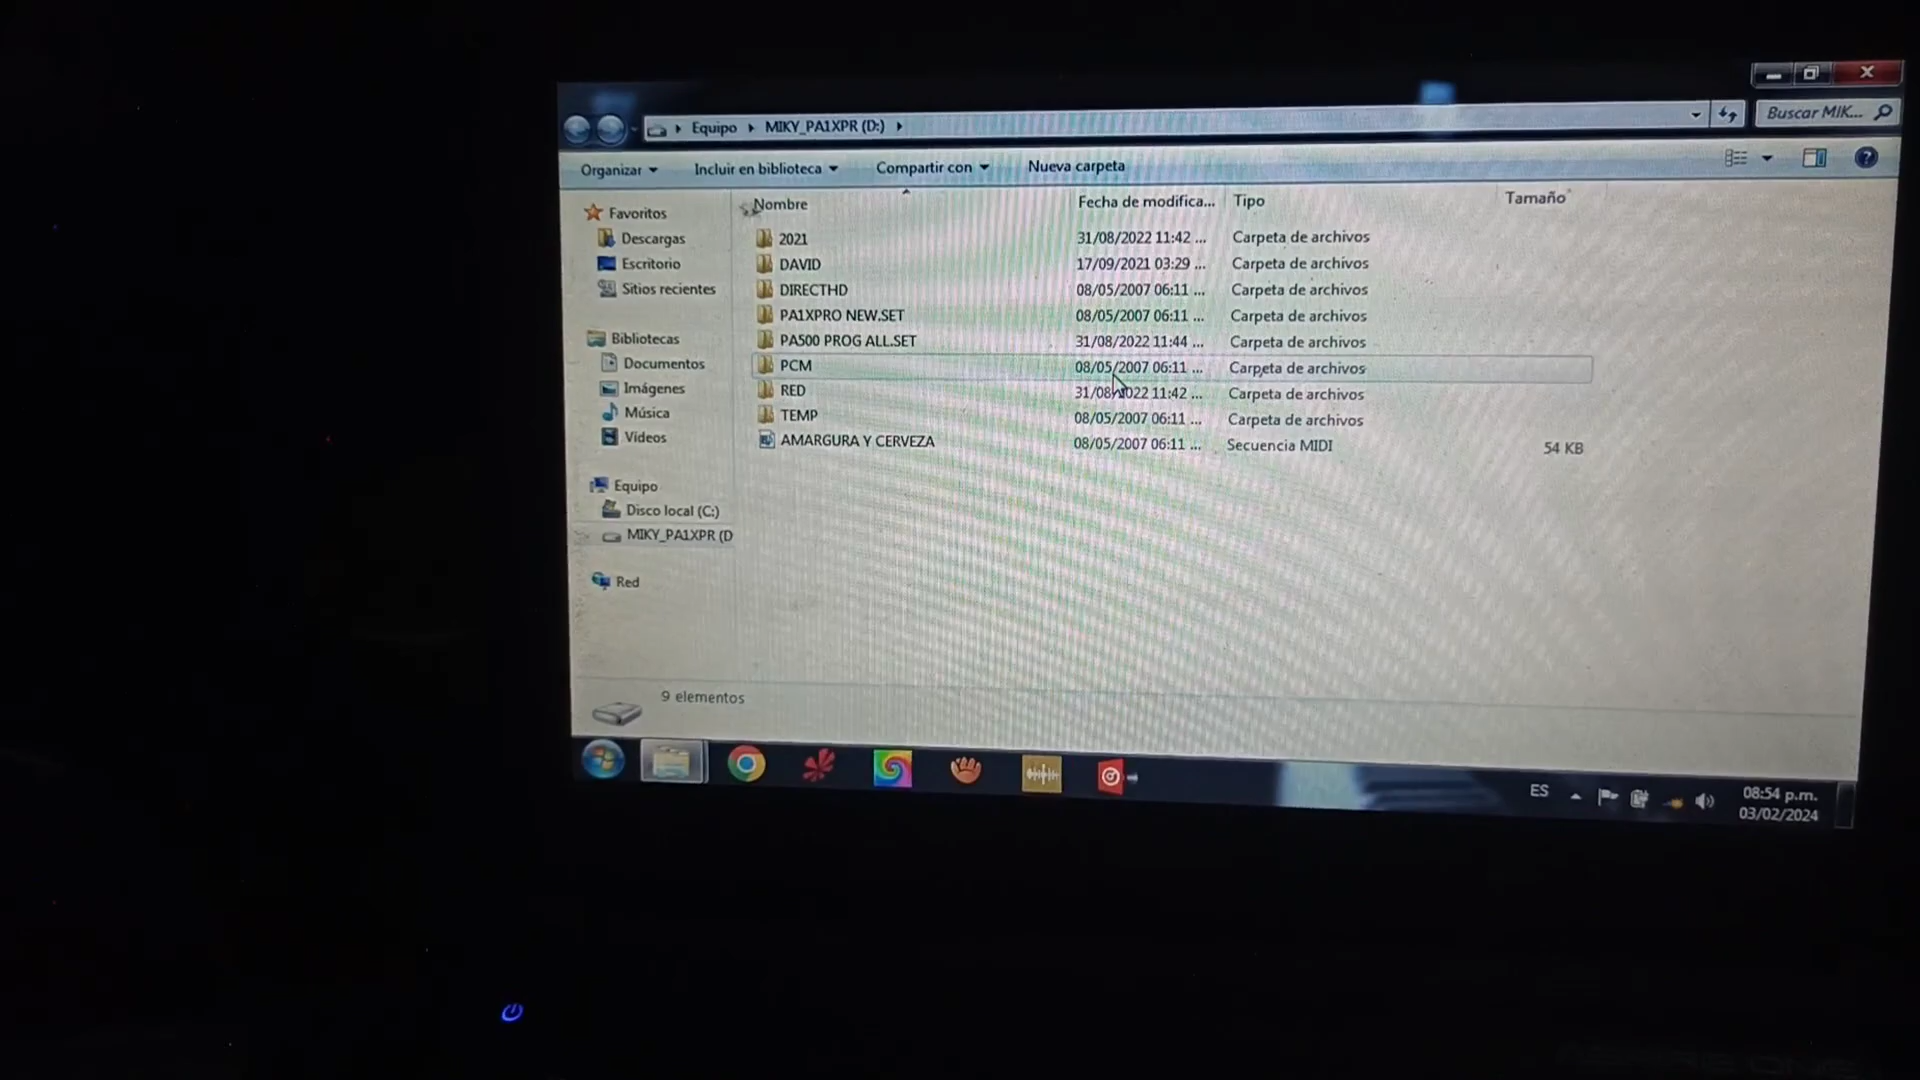 Equipo MIKY_PA1XPR (D:)
Buscar MIK...
Organizar Incluir en biblioteca Compartir con Nueva carpeta
Nombre Fecha de modifica... Tipo Tamaño
Favoritos
Descargas
Escritorio
Sitios recientes
Bibliotecas
Documentos
Imágenes
Música
Vídeos
Equipo
Disco local (C:)
MIKY_PA1XPR (D
Red
2021 31/08/2022 11:42 ... Carpeta de archivos
DAVID 17/09/2021 03:29 ... Carpeta de archivos
DIRECTHD 08/05/2007 06:11 ... Carpeta de archivos
PA1XPRO NEW.SET 08/05/2007 06:11 ... Carpeta de archivos
PA500 PROG ALL.SET 31/08/2022 11:44 ... Carpeta de archivos
PCM 08/05/2007 06:11 ... Carpeta de archivos
RED 31/08/2022 11:42 ... Carpeta de archivos
TEMP 08/05/2007 06:11 ... Carpeta de archivos
AMARGURA Y CERVEZA 08/05/2007 06:11 ... Secuencia MIDI 54 KB
9 elementos
ES
08:54 p.m.
03/02/2024